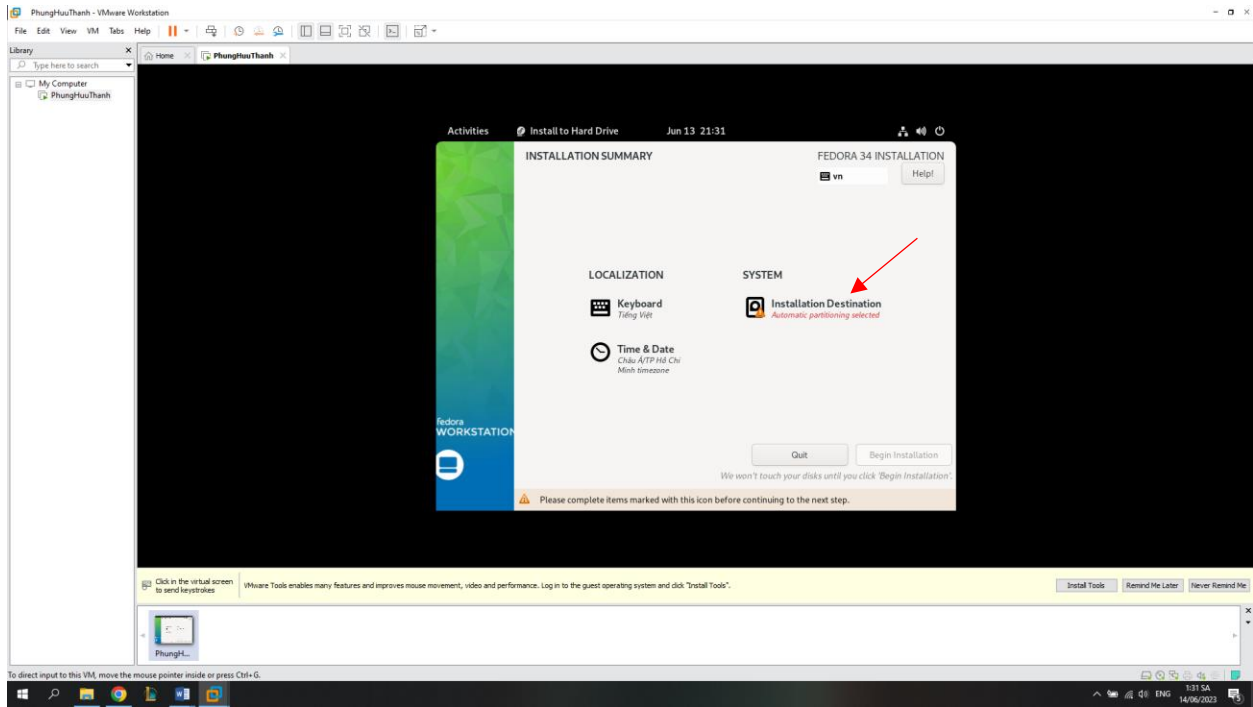 PhungHuuThanh - VMware Workstation
File Edit View VM Tabs Help
Library
Type here to search
My Computer
PhungHuuThanh
Home
PhungHuuThanh
Activities Install to Hard Drive Jun 13 21:31
INSTALLATION SUMMARY
FEDORA 34 INSTALLATION
vn
Help!
LOCALIZATION
SYSTEM
Keyboard
Tiếng Việt
Installation Destination
Automatic partitioning selected
Time & Date
Châu Á/TP Hồ Chí
Minh timezone
fedora
WORKSTATION
Quit
Begin Installation
We won't touch your disks until you click 'Begin Installation'.
Please complete items marked with this icon before continuing to the next step.
Click in the virtual screen
to send keystrokes
VMware Tools enables many features and improves mouse movement, video and performance. Log in to the guest operating system and click "Install Tools".
Install Tools
Remind Me Later
Never Remind Me
PhungH...
To direct input to this VM, move the mouse pointer inside or press Ctrl+G.
ENG
1:31 SA
14/06/2023